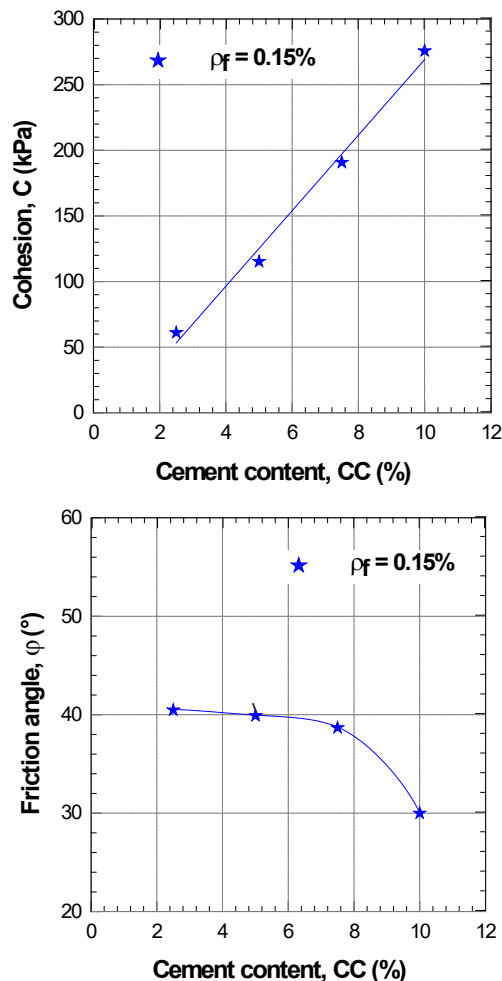 300
250
200
150
100
50
0
Cohesion, C (kPa)
ρf = 0.15%
0 2 4 6 8 10 12
Cement content, CC (%)
60
50
40
30
20
Friction angle, φ (°)
ρf = 0.15%
0 2 4 6 8 10 12
Cement content, CC (%)